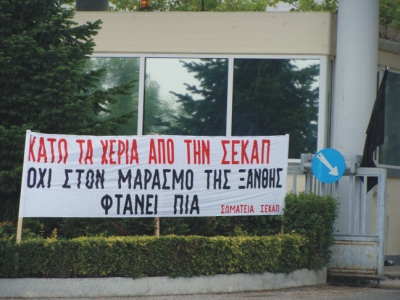 ΚΑΤΩ ΤΑ ΧΕΡΙΑ ΑΠΟ ΤΗΝ ΣΕΚΑΠ
ΟΧΙ ΣΤΟΝ ΜΑΡΑΣΜΟ ΤΗΣ ΞΑΝΘΗΣ
ΦΤΑΝΕΙ ΠΙΑ ΣΩΜΑΤΕΙΑ ΣΕΚΑΠ